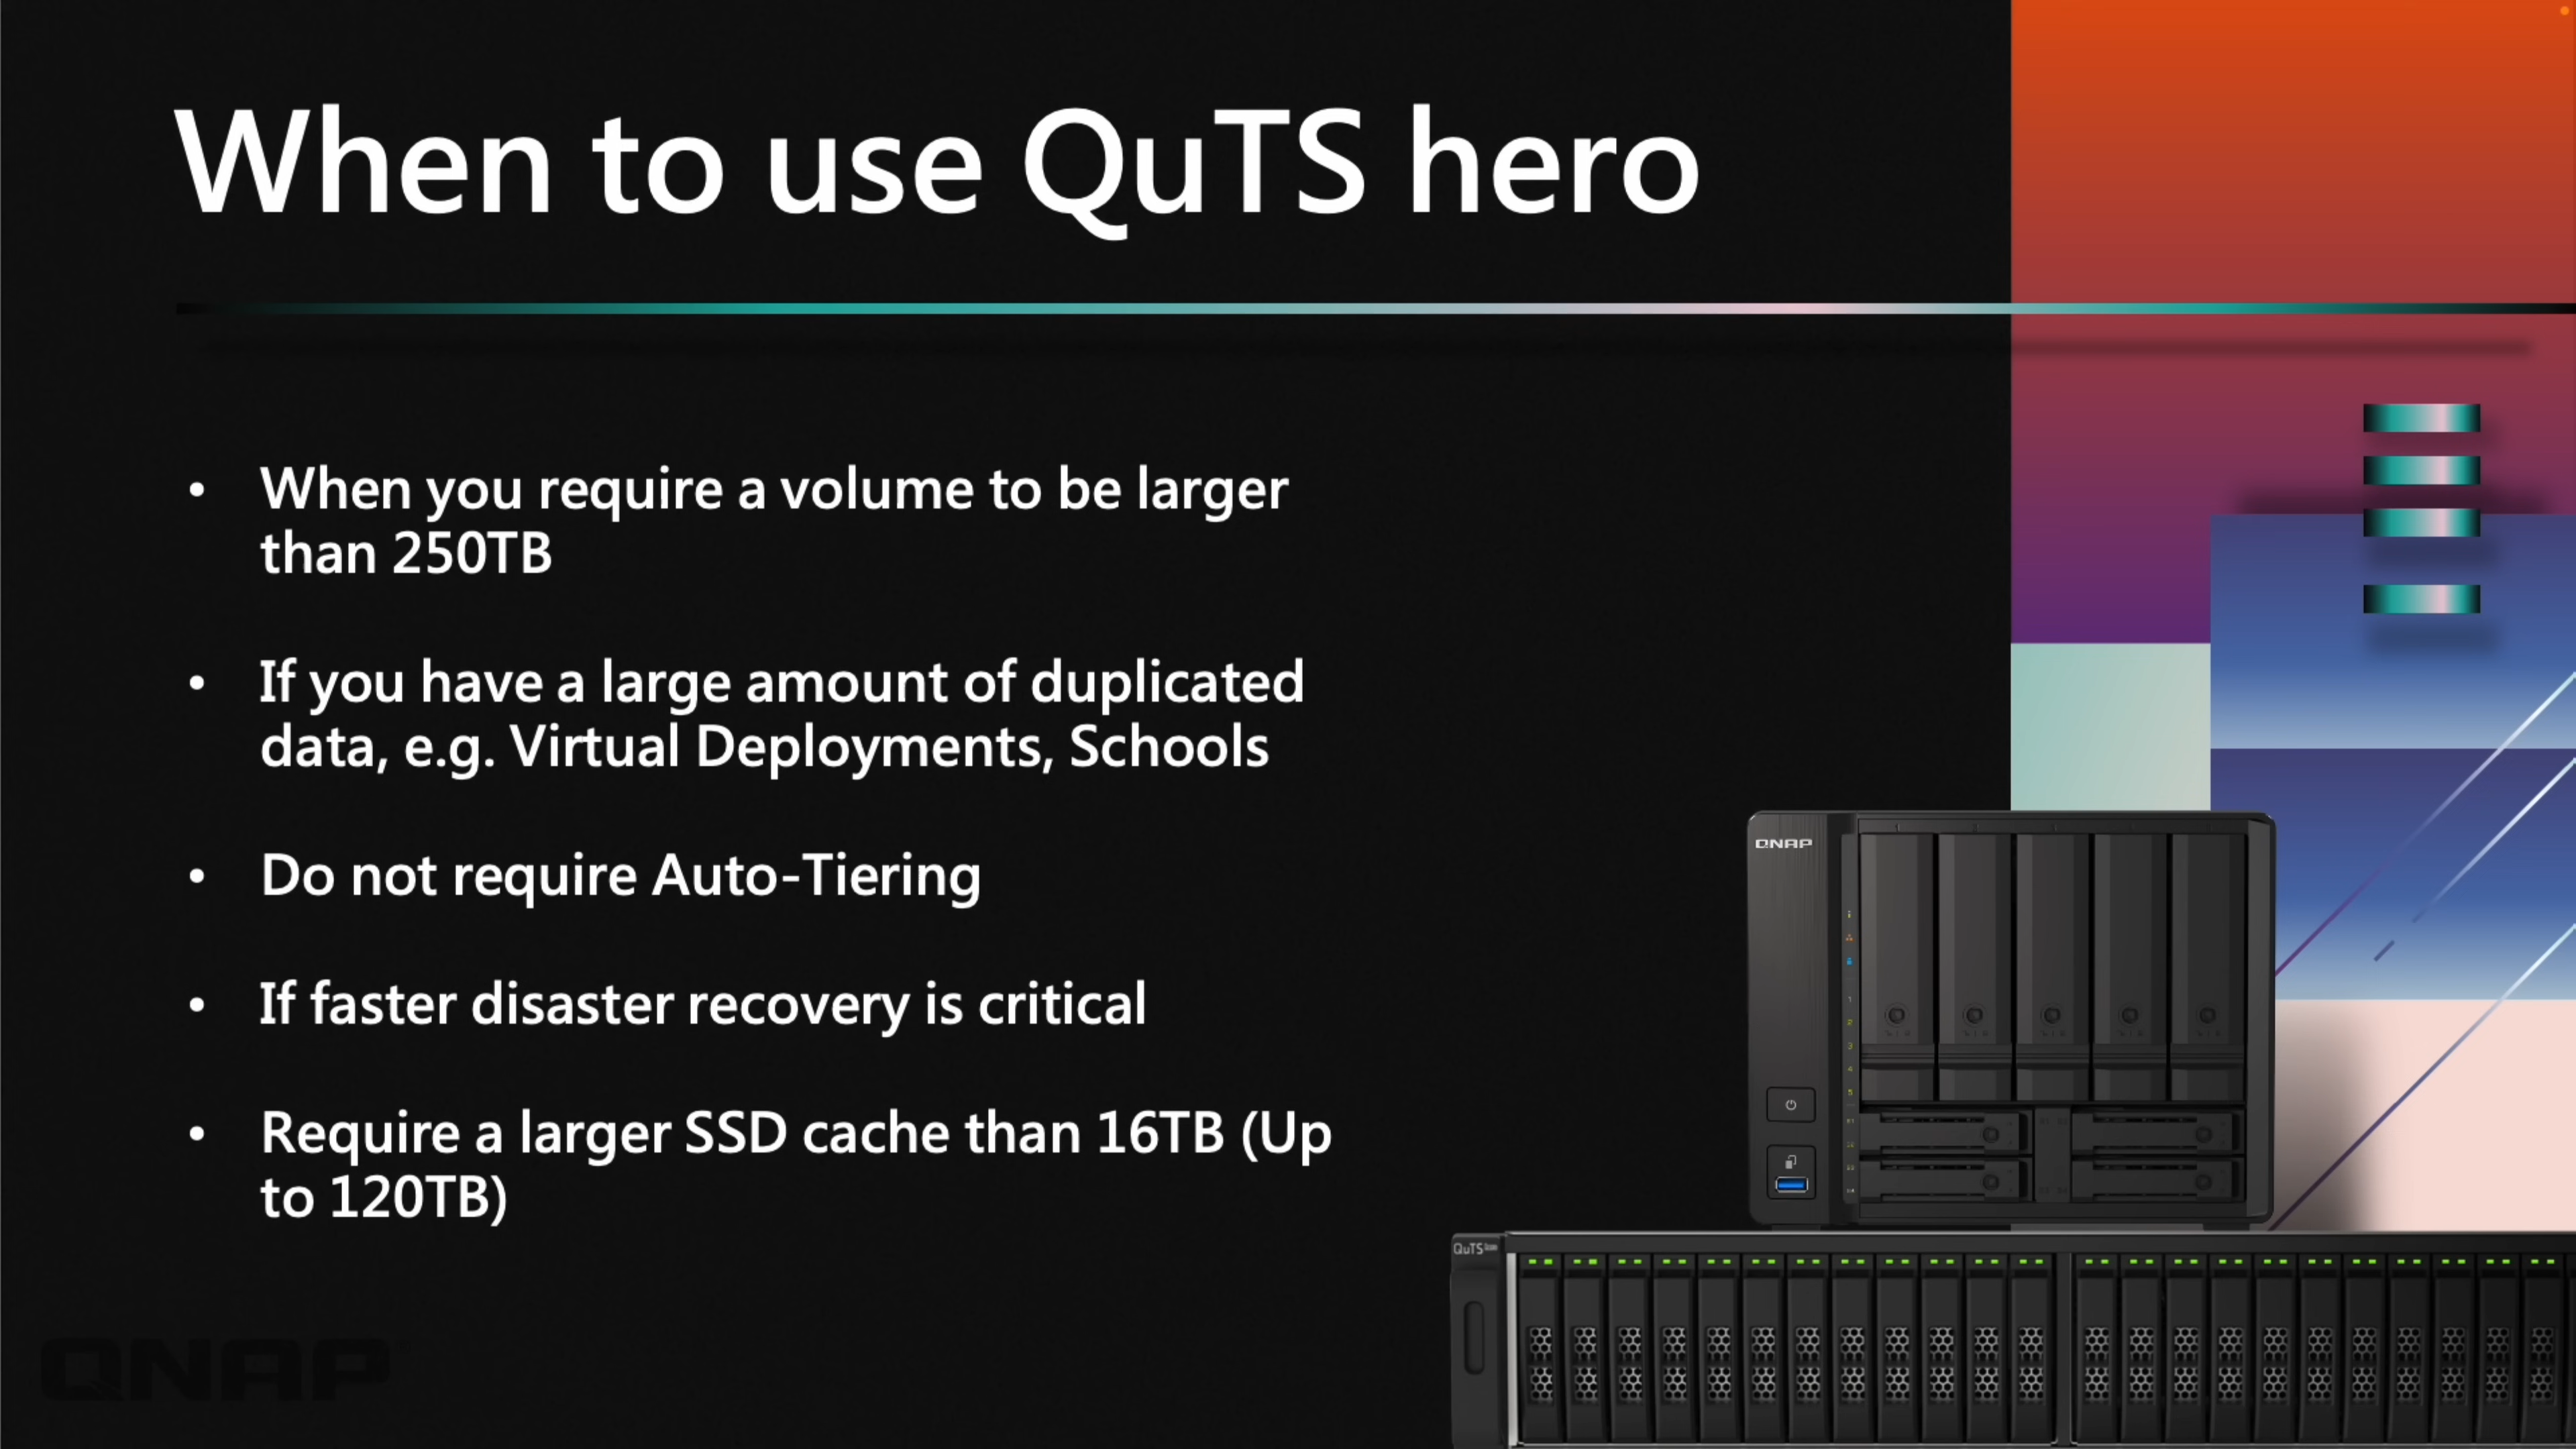 When to use QuTS hero
• When you require a volume to be larger
than 250TB
• If you have a large amount of duplicated
data, e.g. Virtual Deployments, Schools
• Do not require Auto-Tiering
• If faster disaster recovery is critical
• Require a larger SSD cache than 16TB (Up
to 120TB)
QNAP
QuTS
QNAP